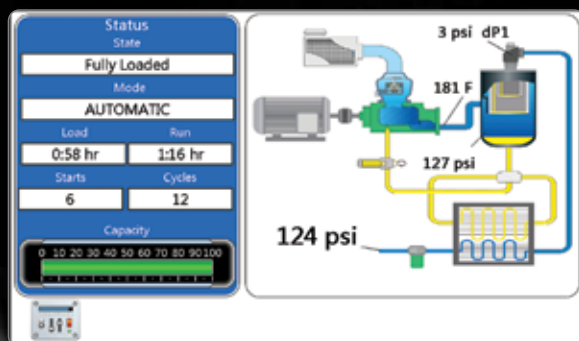 Status
State
Fully Loaded
Mode
AUTOMATIC
Load Run
0:58 hr 1:16 hr
Starts Cycles
6 12
Capacity
0 10 20 30 40 50 60 70 80 90 100
3 psi dP1
181 F
127 psi
124 psi